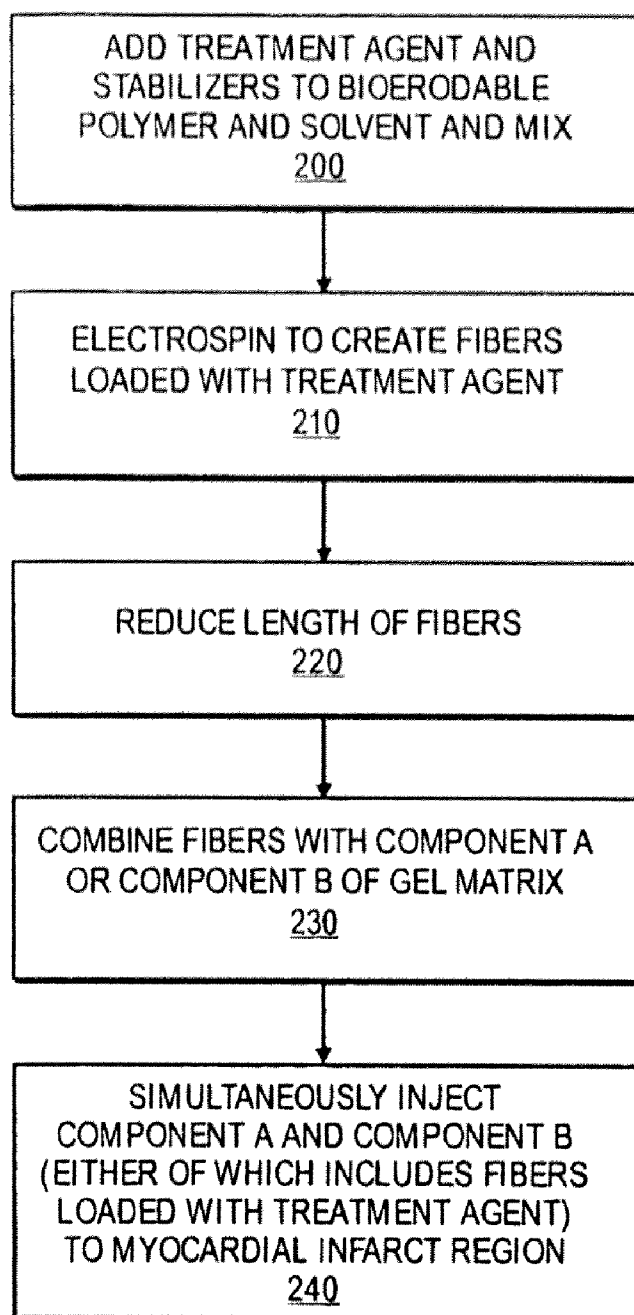 ADD TREATMENT AGENT AND
STABILIZERS TO BIOERODABLE
POLYMER AND SOLVENT AND MIX
200
ELECTROSPIN TO CREATE FIBERS
LOADED WITH TREATMENT AGENT
210
REDUCE LENGTH OF FIBERS
220
COMBINE FIBERS WITH COMPONENT A
OR COMPONENT B OF GEL MATRIX
230
SIMULTANEOUSLY INJECT
COMPONENT A AND COMPONENT B
(EITHER OF WHICH INCLUDES FIBERS
LOADED WITH TREATMENT AGENT)
TO MYOCARDIAL INFARCT REGION
240